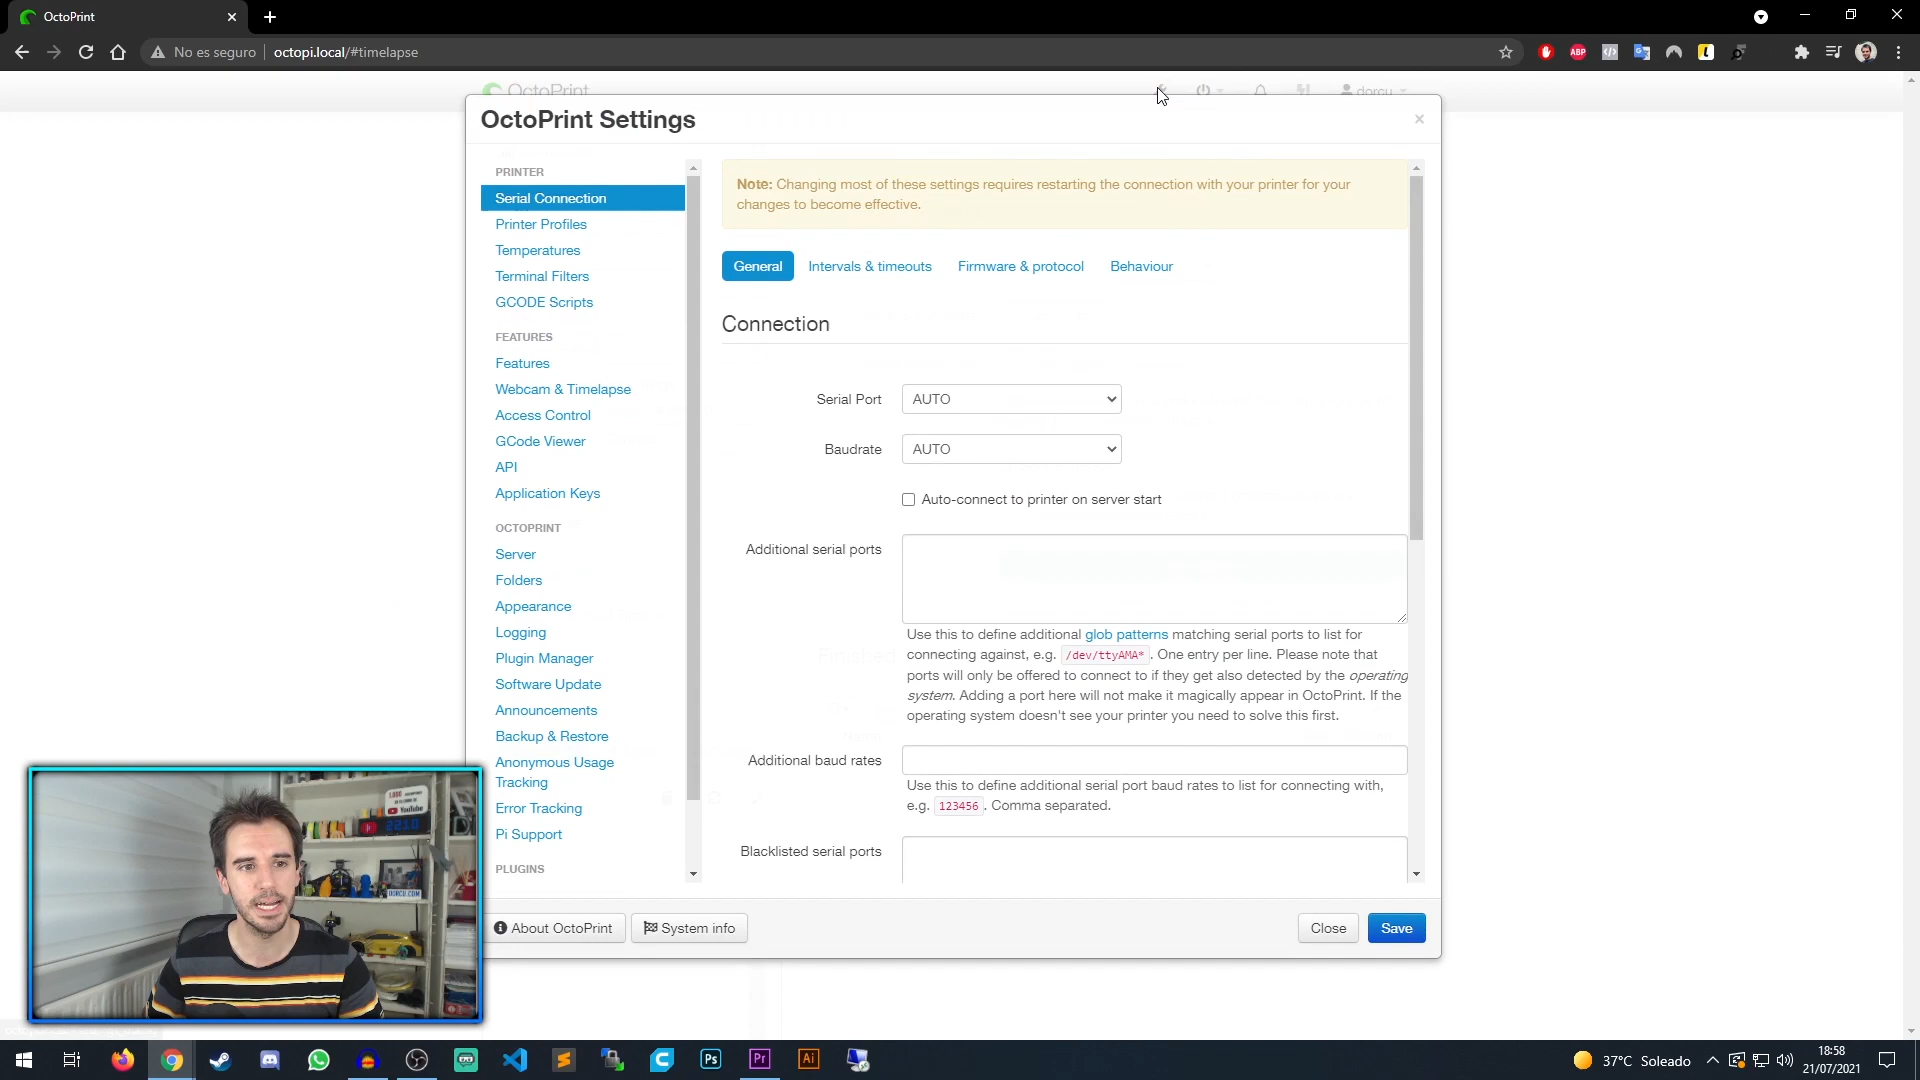 OctoPrint
No es seguro
octopi.local/#timelapse
ABP
OctoPrint
dorcu
OctoPrint Settings
PRINTER
Serial Connection
Printer Profiles
Temperatures
Terminal Filters
GCODE Scripts
FEATURES
Features
Webcam & Timelapse
Access Control
GCode Viewer
API
Application Keys
OCTOPRINT
Server
Folders
Appearance
Logging
Plugin Manager
Software Update
Announcements
Backup & Restore
Anonymous Usage
Tracking
Error Tracking
Pi Support
PLUGINS
Note: Changing most of these settings requires restarting the connection with your printer for your
changes to become effective.
General
Intervals & timeouts
Firmware & protocol
Behaviour
Connection
Serial Port
AUTO
Baudrate
AUTO
Auto-connect to printer on server start
Additional serial ports
Use this to define additional glob patterns matching serial ports to list for
connecting against, e.g. /dev/ttyAMA* . One entry per line. Please note that
ports will only be offered to connect to if they get also detected by the operating
system. Adding a port here will not make it magically appear in OctoPrint. If the
operating system doesn't see your printer you need to solve this first.
Finished
Additional baud rates
Use this to define additional serial port baud rates to list for connecting with,
e.g. 123456 . Comma separated.
Blacklisted serial ports
About OctoPrint
System info
Close
Save
YouTube
DORCU.COM
Ps
Pr
Ai
37°C Soleado
18:58
21/07/2021